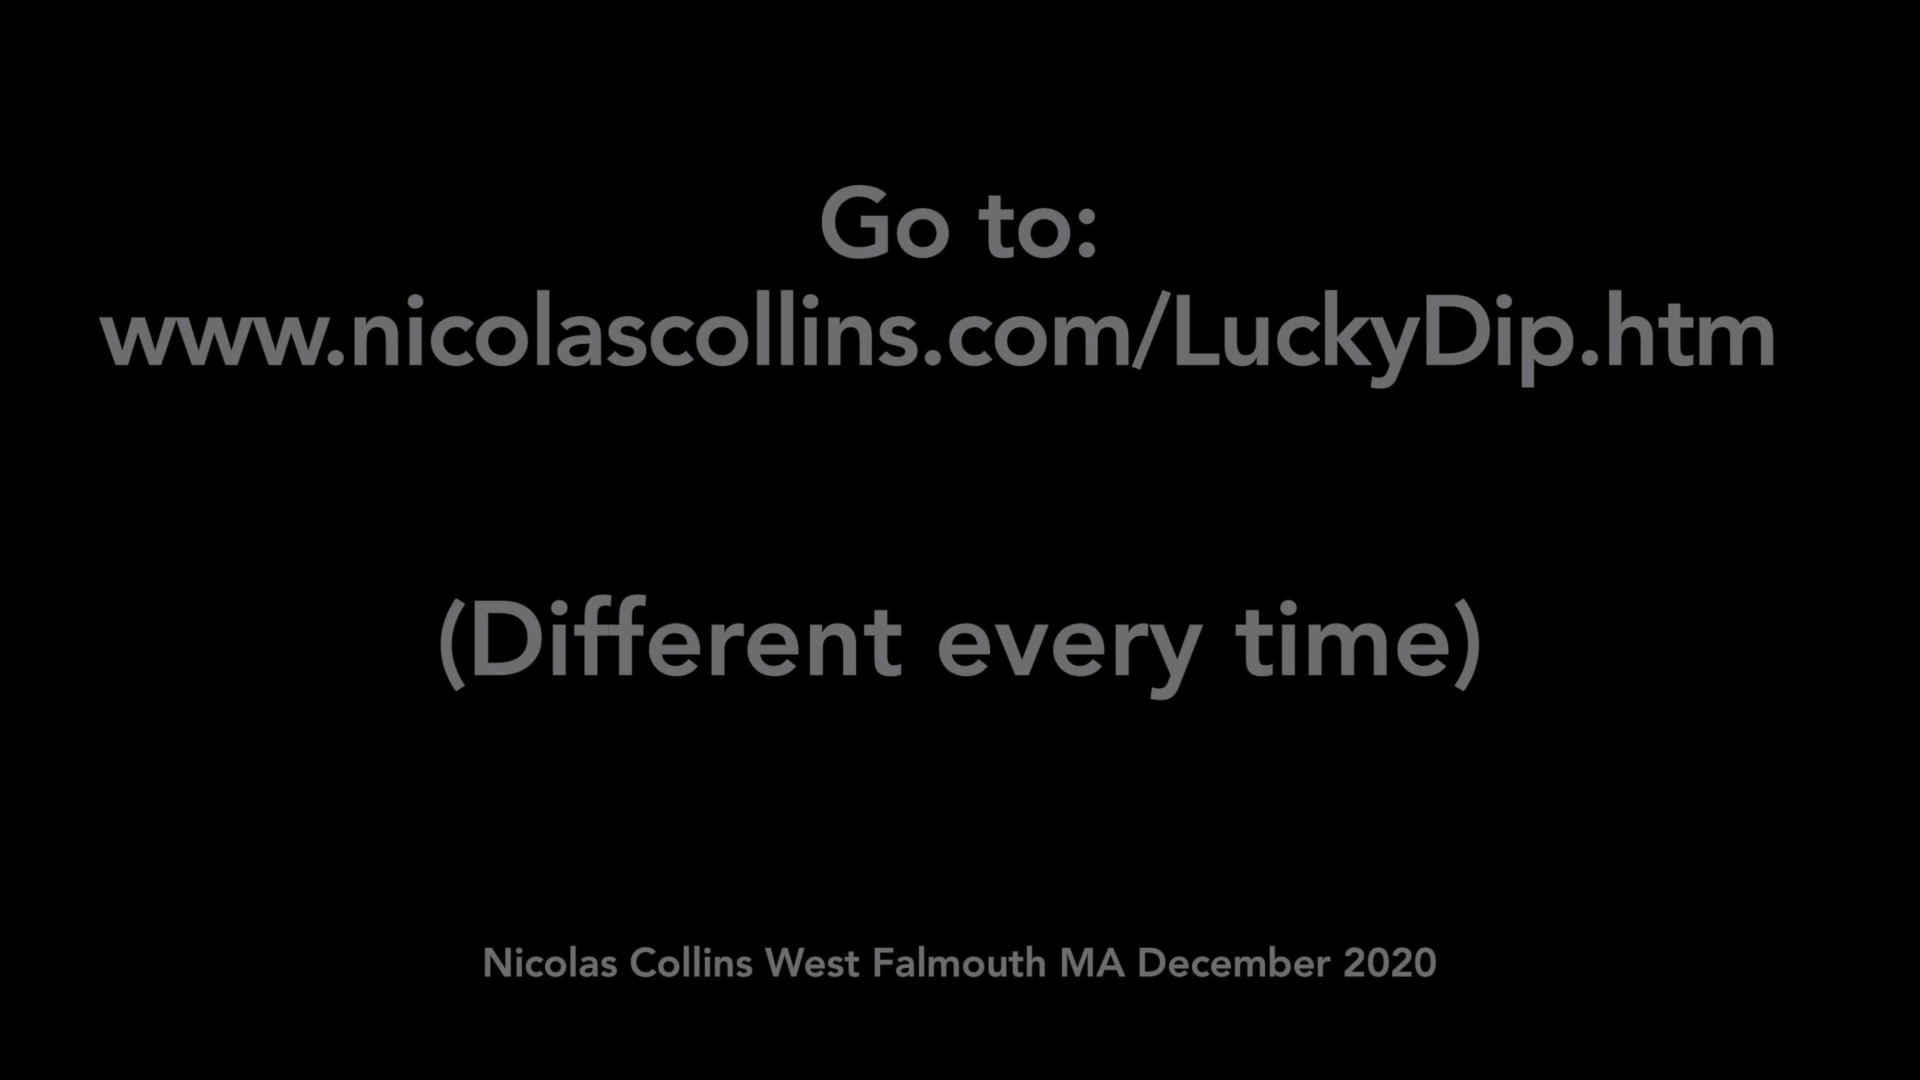 Go to:
www.nicolascollins.com/LuckyDip.htm
(Different every time)
Nicolas Collins West Falmouth MA December 2020